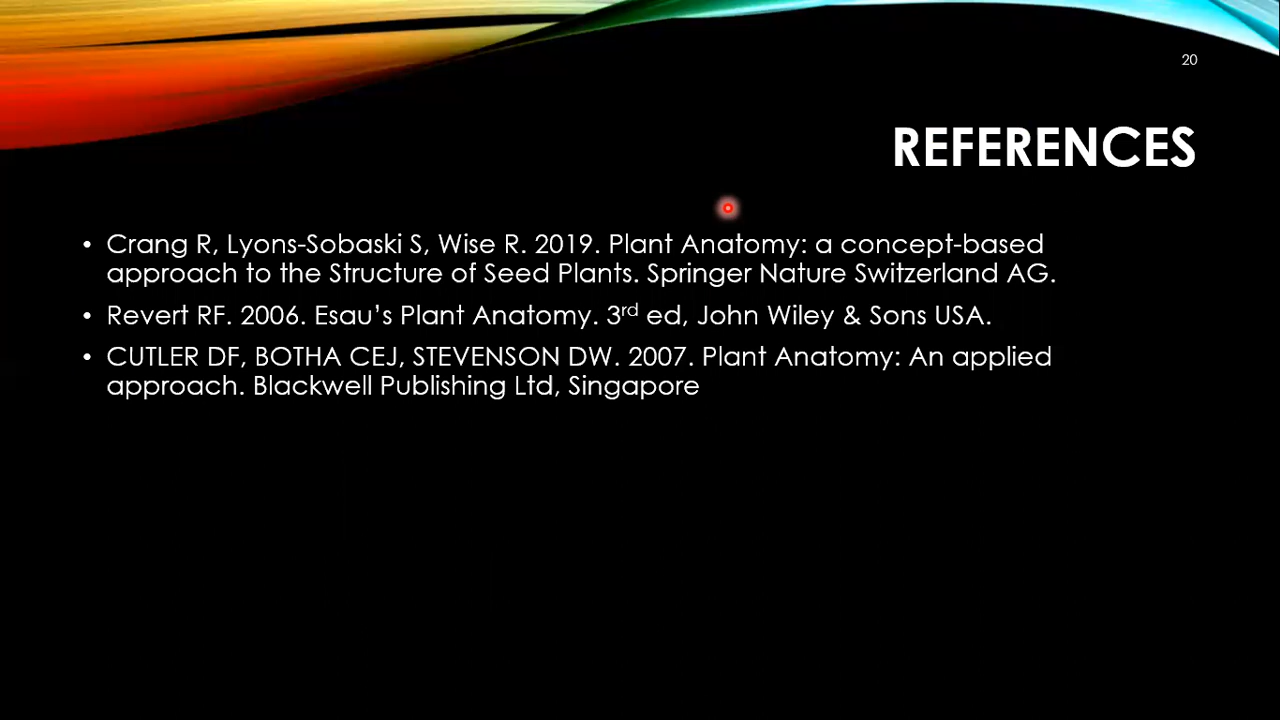 20
REFERENCES
• Crang R, Lyons-Sobaski S, Wise R. 2019. Plant Anatomy: a concept-based
approach to the Structure of Seed Plants. Springer Nature Switzerland AG.
• Revert RF. 2006. Esau’s Plant Anatomy. 3rd ed, John Wiley & Sons USA.
• CUTLER DF, BOTHA CEJ, STEVENSON DW. 2007. Plant Anatomy: An applied
approach. Blackwell Publishing Ltd, Singapore